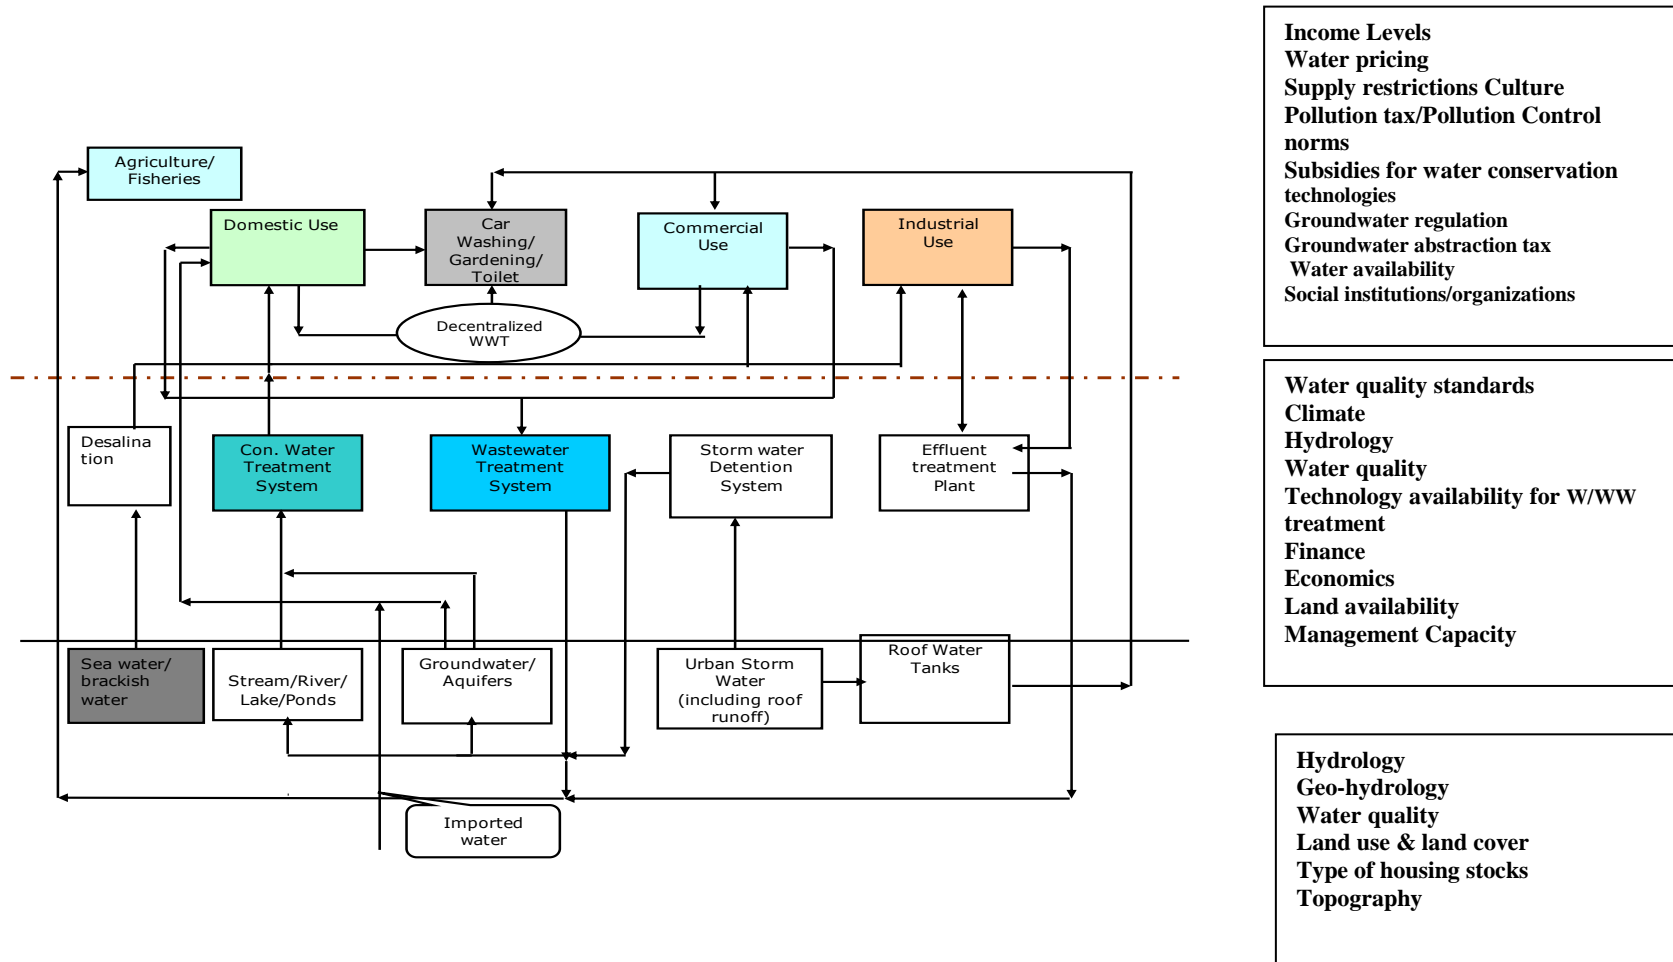 Agriculture/
Fisheries
Domestic Use
Car
Washing/
Gardening/
Toilet
Commercial
Use
Industrial
Use
Decentralized
WWT
Desalina
tion
Con. Water
Treatment
System
Wastewater
Treatment
System
Storm water
Detention
System
Effluent
treatment
Plant
Sea water/
brackish
water
Stream/River/
Lake/Ponds
Groundwater/
Aquifers
Urban Storm
Water
(including roof
runoff)
Roof Water
Tanks
Imported
water
Income Levels
Water pricing
Supply restrictions Culture
Pollution tax/Pollution Control
norms
Subsidies for water conservation
technologies
Groundwater regulation
Groundwater abstraction tax
Water availability
Social institutions/organizations
Water quality standards
Climate
Hydrology
Water quality
Technology availability for W/WW
treatment
Finance
Economics
Land availability
Management Capacity
Hydrology
Geo-hydrology
Water quality
Land use & land cover
Type of housing stocks
Topography